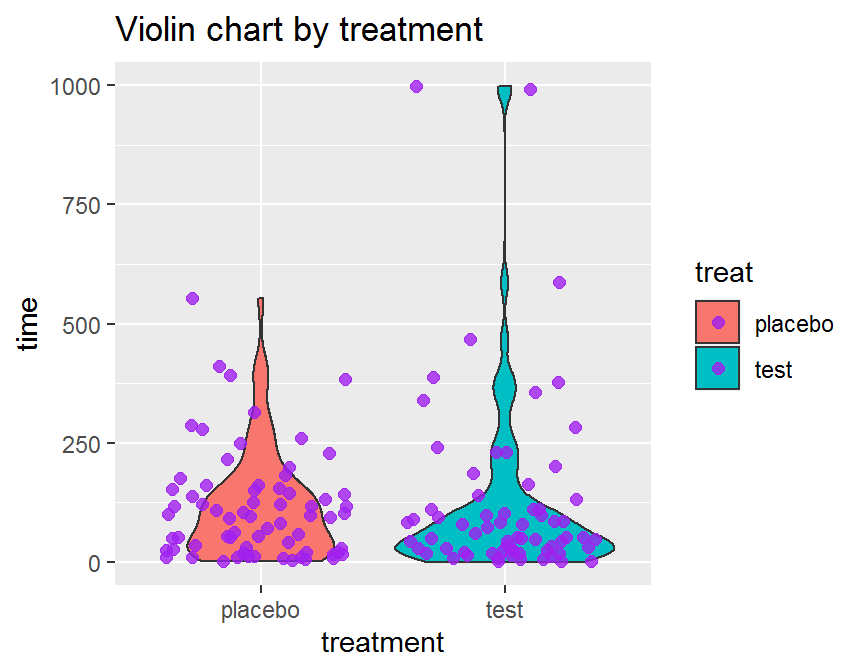 Violin chart by treatment
1000
750
500
250
0
time
placebo
test
treatment
treat
placebo
test